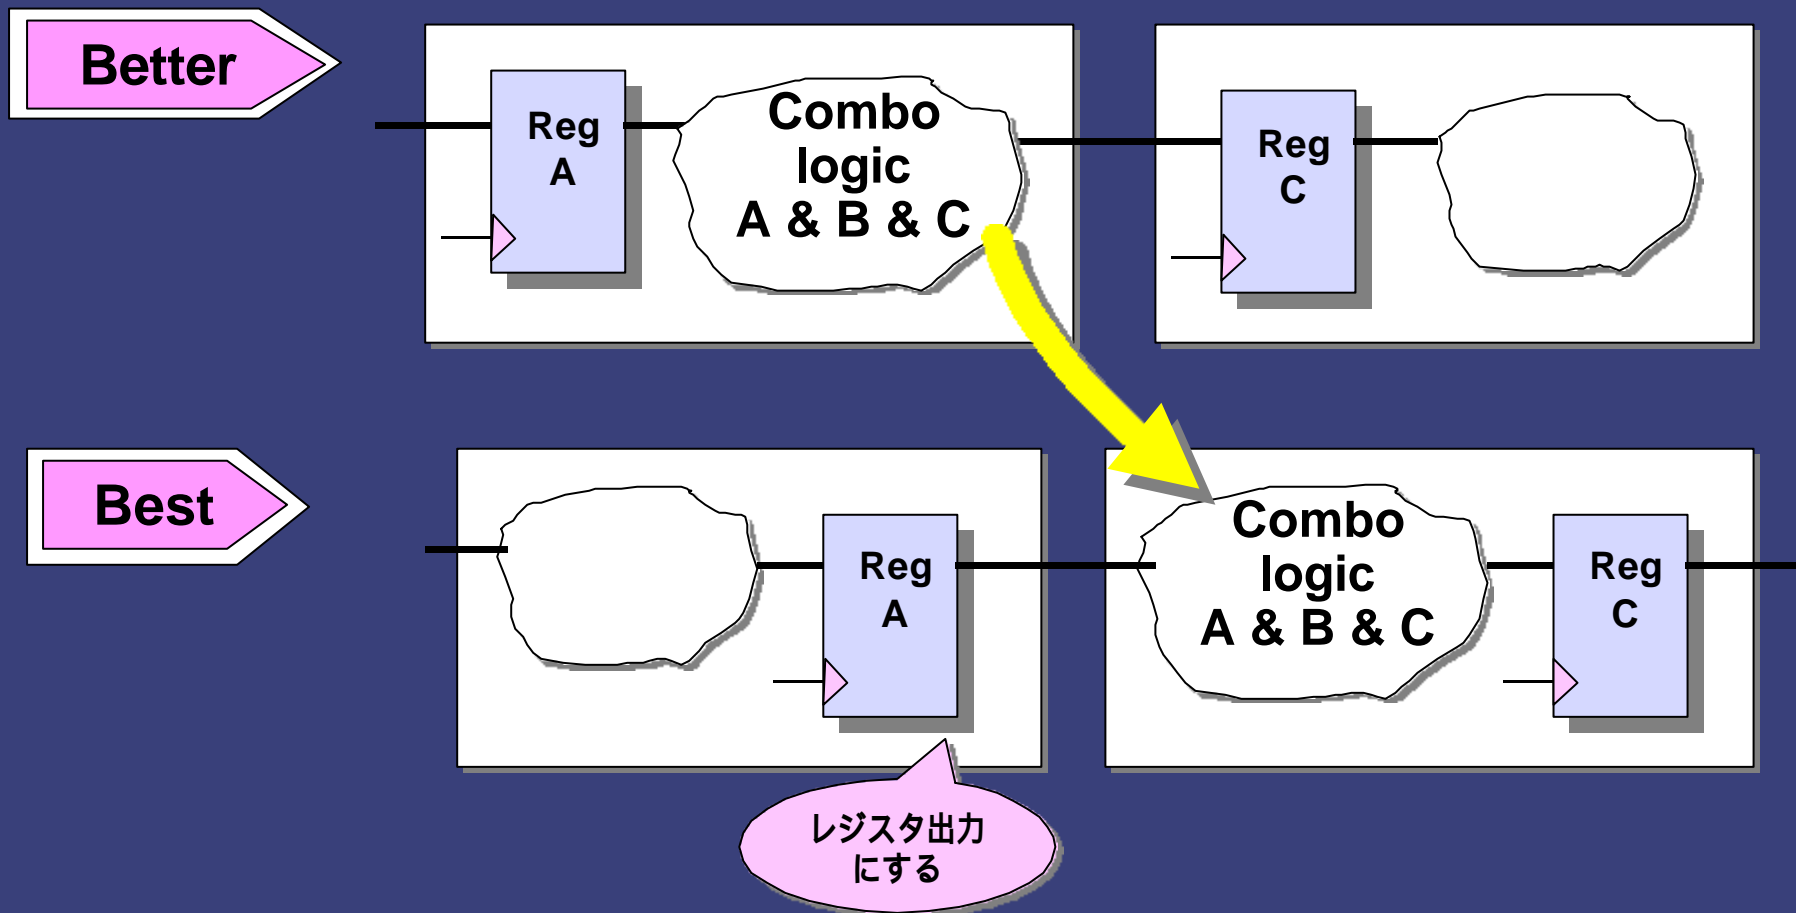 Better
Reg
A
Combo
logic
A & B & C
Reg
C
Best
Reg
A
Combo
logic
A & B & C
Reg
C
レジスタ出力
にする